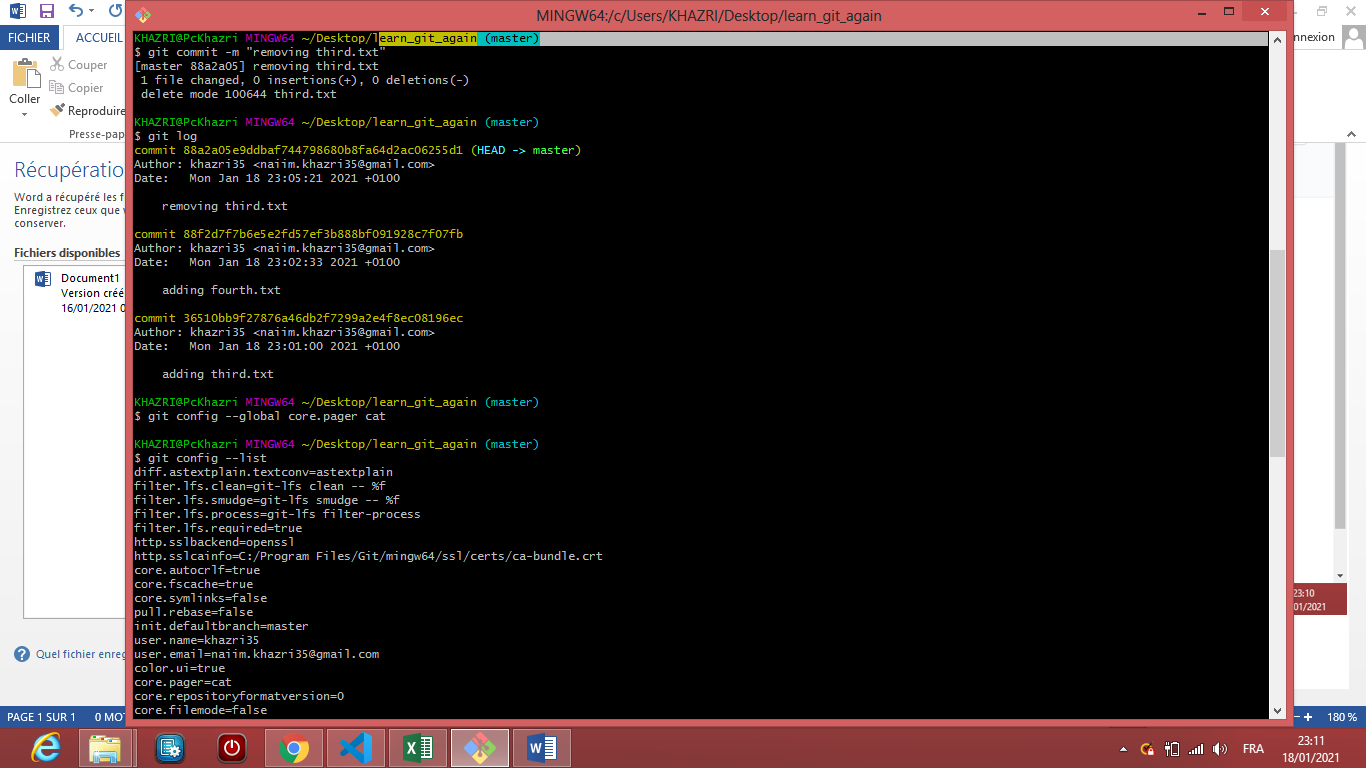 MINGW64:/c/Users/KHAZRI/Desktop/learn_git_again
FICHIER
ACCUEIL
nnexion
Coller
Couper
Copier
Reproduire
Presse-pap
Récupératio
Word a récupéré les f
Enregistrez ceux que
conserver.
Fichiers disponibles
Document1
Version créé
16/01/2021 0
Quel fichier enreg
KHAZRI@PcKhazri MINGW64 ~/Desktop/learn_git_again (master)
$ git commit -m "removing third.txt"
[master 88a2a05] removing third.txt
1 file changed, 0 insertions(+), 0 deletions(-)
delete mode 100644 third.txt
KHAZRI@PcKhazri MINGW64 ~/Desktop/learn_git_again (master)
$ git log
commit 88a2a05e9ddbaf744798680b8fa64d2ac06255d1 (HEAD -> master)
Author: khazri35 <naiim.khazri35@gmail.com>
Date:   Mon Jan 18 23:05:21 2021 +0100
removing third.txt
commit 88f2d7f7b6e5e2fd57ef3b888bf091928c7f07fb
Author: khazri35 <naiim.khazri35@gmail.com>
Date:   Mon Jan 18 23:02:33 2021 +0100
adding fourth.txt
commit 36510bb9f27876a46db2f7299a2e4f8ec08196ec
Author: khazri35 <naiim.khazri35@gmail.com>
Date:   Mon Jan 18 23:01:00 2021 +0100
adding third.txt
KHAZRI@PcKhazri MINGW64 ~/Desktop/learn_git_again (master)
$ git config --global core.pager cat
KHAZRI@PcKhazri MINGW64 ~/Desktop/learn_git_again (master)
$ git config --list
diff.astextplain.textconv=astextplain
filter.lfs.clean=git-lfs clean -- %f
filter.lfs.smudge=git-lfs smudge -- %f
filter.lfs.process=git-lfs filter-process
filter.lfs.required=true
http.sslbackend=openssl
http.sslcainfo=C:/Program Files/Git/mingw64/ssl/certs/ca-bundle.crt
core.autocrlf=true
core.fscache=true
core.symlinks=false
pull.rebase=false
init.defaultbranch=master
user.name=khazri35
user.email=naiim.khazri35@gmail.com
color.ui=true
core.pager=cat
core.repositoryformatversion=0
core.filemode=false
23:10
01/2021
PAGE 1 SUR 1
0 MOT
180 %
FRA
23:11
18/01/2021